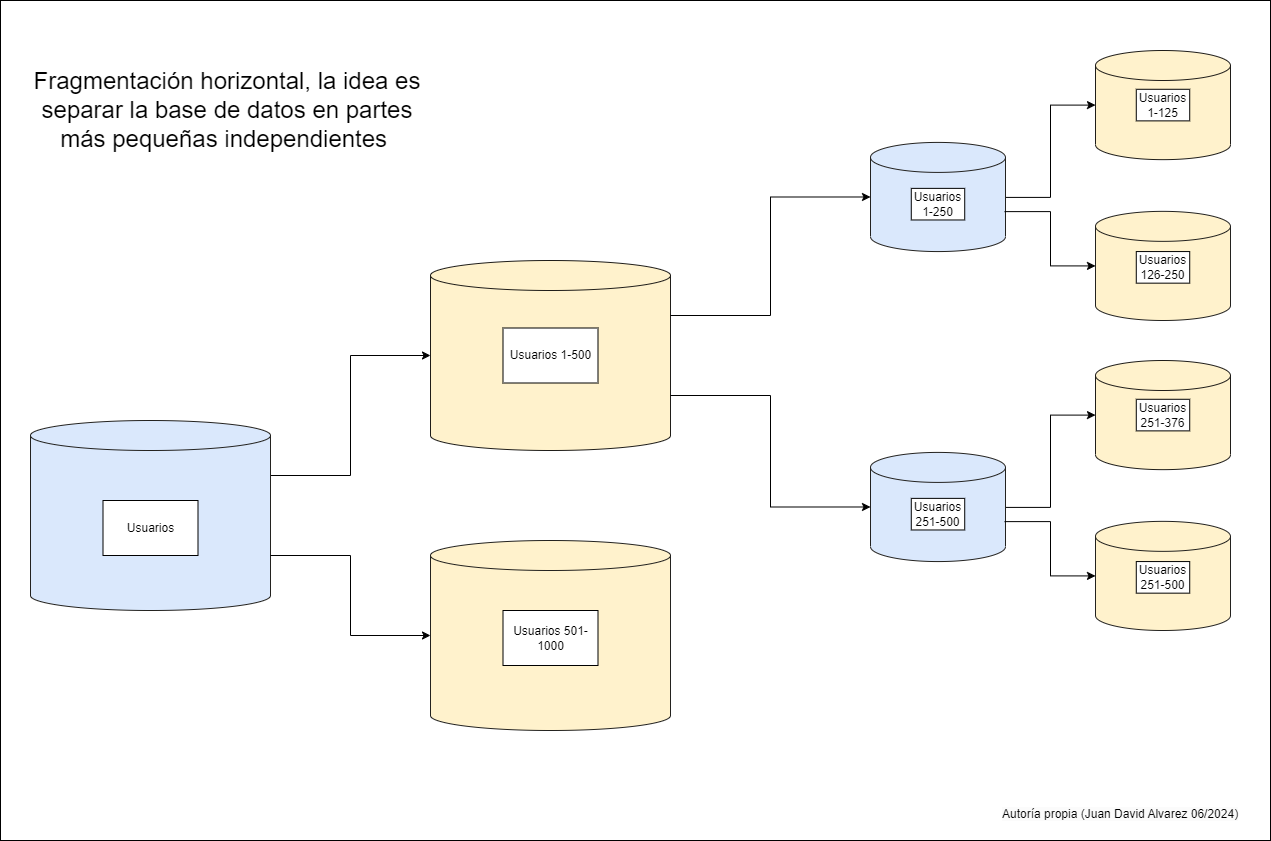 Fragmentación horizontal, la idea es
separar la base de datos en partes
más pequeñas independientes
Usuarios
1-125
Usuarios
1-250
Usuarios
126-250
Usuarios 1-500
Usuarios
251-376
Usuarios
251-500
Usuarios
Usuarios
251-500
Usuarios 501-
1000
Autoría propia (Juan David Alvarez 06/2024)